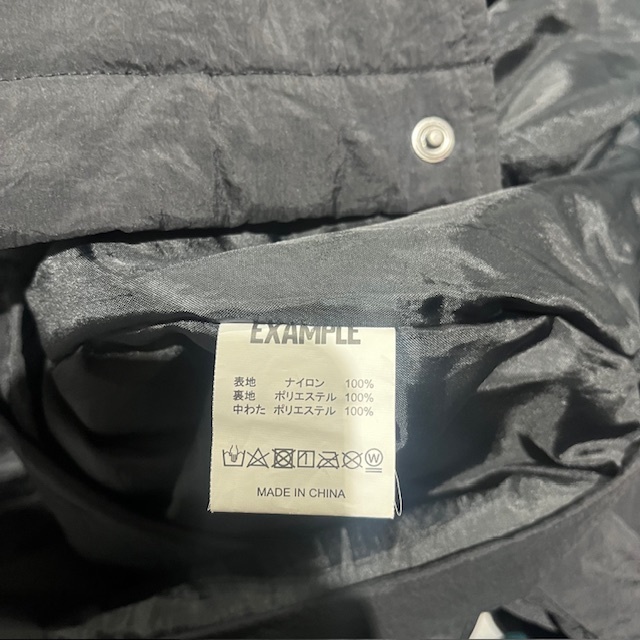 EXAMPLE
表地 ナイロン 100%
裏地 ポリエステル 100%
中わた ポリエステル 100%
W
MADE IN CHINA